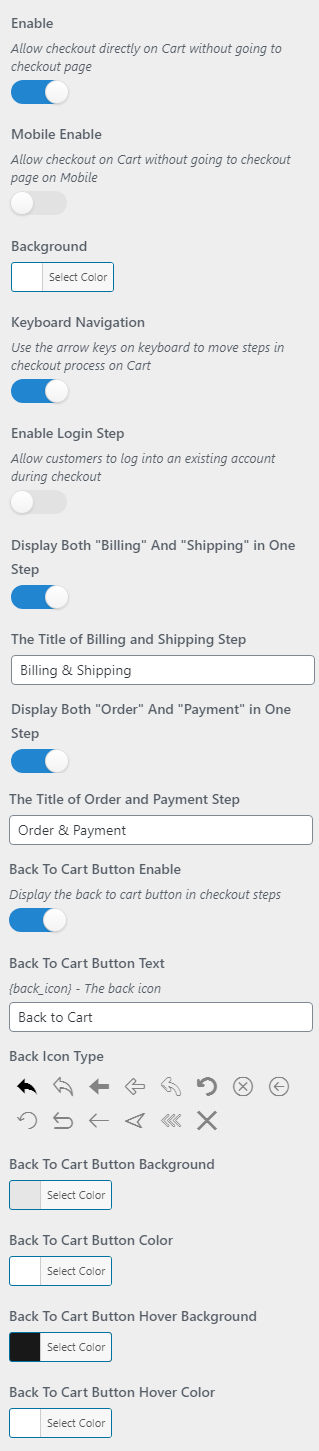 Enable
Allow checkout directly on Cart without going to
checkout page
Mobile Enable
Allow checkout on Cart without going to checkout
page on Mobile
Background
Select Color
Keyboard Navigation
Use the arrow keys on keyboard to move steps in
checkout process on Cart
Enable Login Step
Allow customers to log into an existing account
during checkout
Display Both "Billing" And "Shipping" in One
Step
The Title of Billing and Shipping Step
Billing & Shipping
Display Both "Order" And "Payment" in One
Step
The Title of Order and Payment Step
Order & Payment
Back To Cart Button Enable
Display the back to cart button in checkout steps
Back To Cart Button Text
{back_icon} - The back icon
Back to Cart
Back Icon Type
Back To Cart Button Background
Select Color
Back To Cart Button Color
Select Color
Back To Cart Button Hover Background
Select Color
Back To Cart Button Hover Color
Select Color